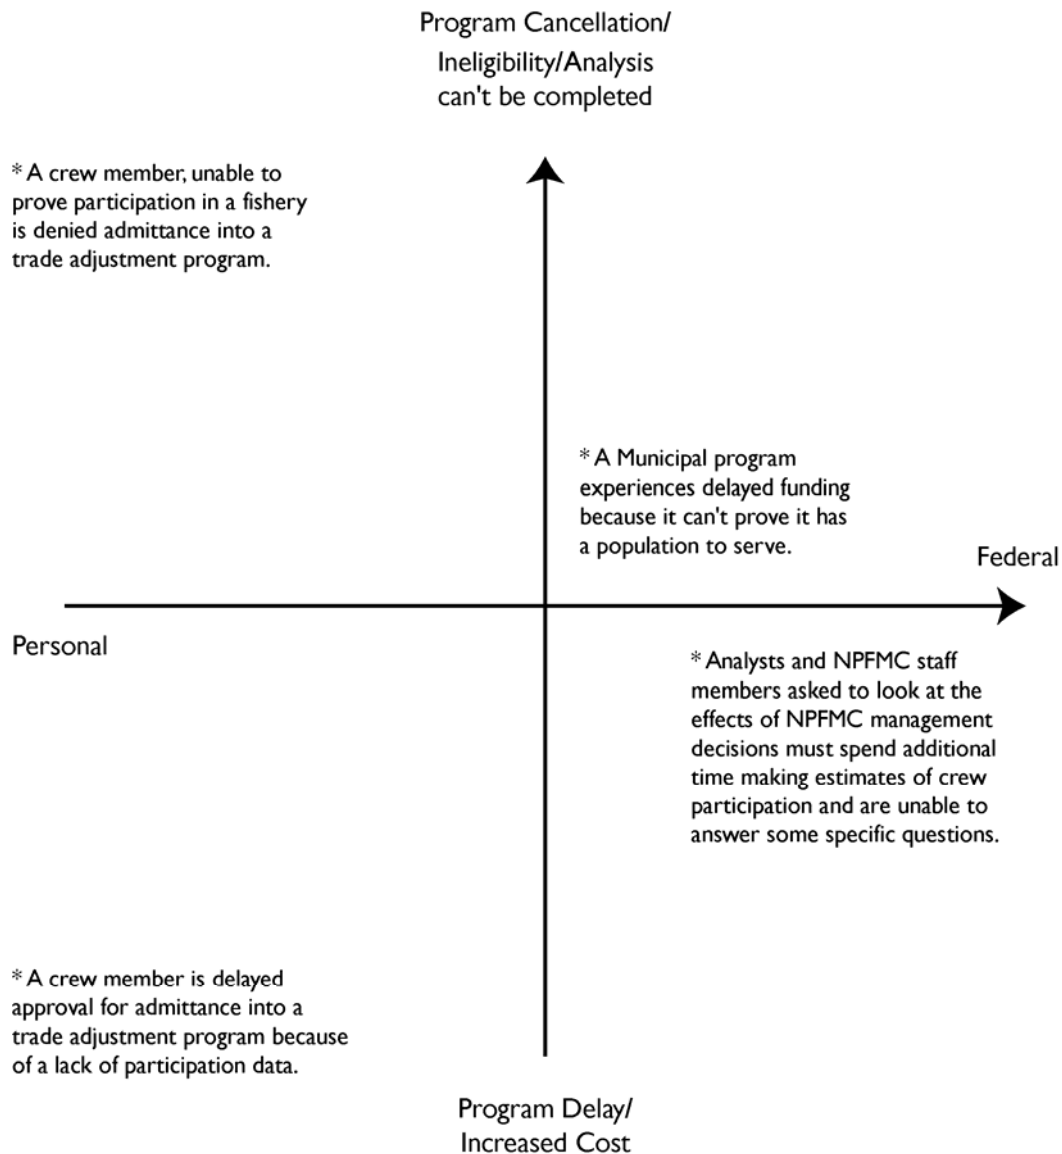 Program Cancellation/
Ineligibility/Analysis
can't be completed
* A crew member, unable to
prove participation in a fishery
is denied admittance into a
trade adjustment program.
* A Municipal program
experiences delayed funding
because it can't prove it has
a population to serve.
Federal
Personal
* Analysts and NPFMC staff
members asked to look at the
effects of NPFMC management
decisions must spend additional
time making estimates of crew
participation and are unable to
answer some specific questions.
* A crew member is delayed
approval for admittance into a
trade adjustment program because
of a lack of participation data.
Program Delay/
Increased Cost